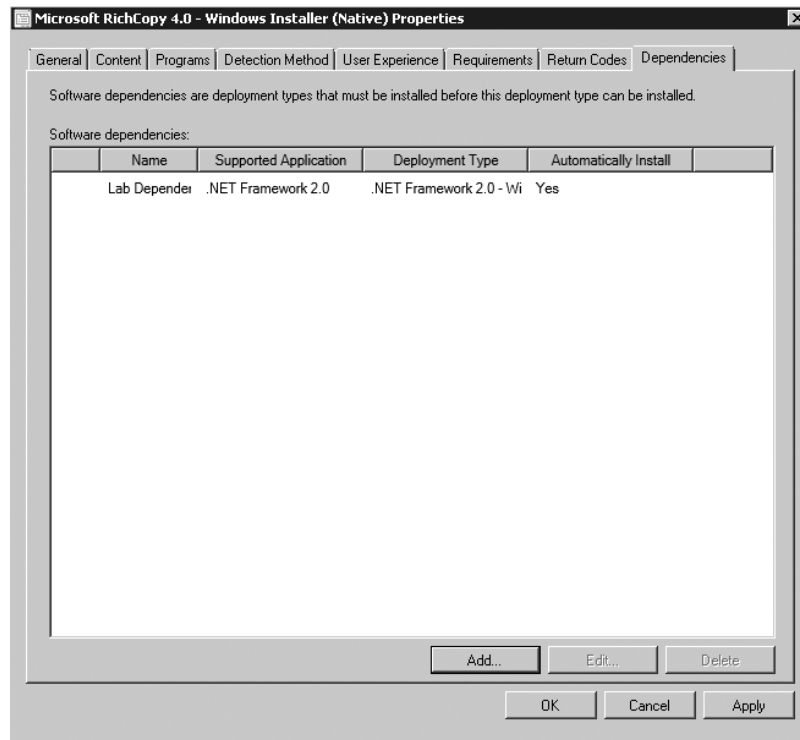 Microsoft RichCopy 4.0 - Windows Installer (Native) Properties
General Content Programs Detection Method User Experience Requirements Return Codes Dependencies
Software dependencies are deployment types that must be installed before this deployment type can be installed.
Software dependencies:
Name Supported Application Deployment Type Automatically Install
Lab Depender .NET Framework 2.0 .NET Framework 2.0 - Wi Yes
Add... Edit... Delete
OK Cancel Apply